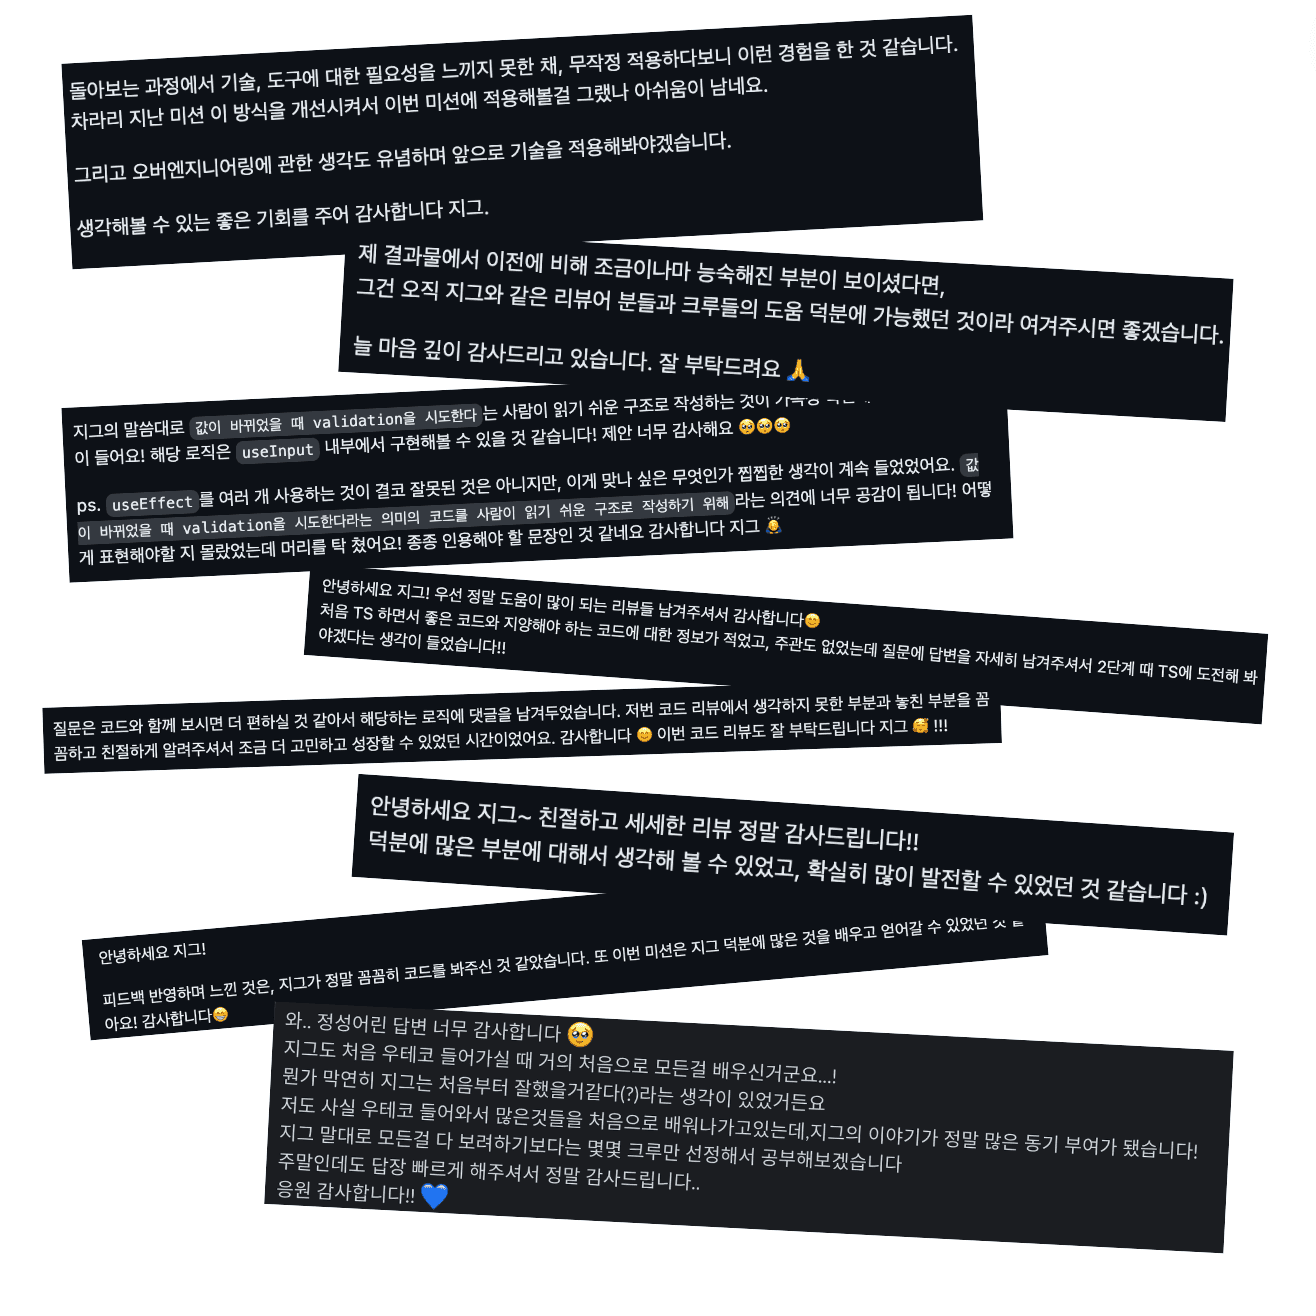 돌아보는 과정에서 기술, 도구에 대한 필요성을 느끼지 못한 채, 무작정 적용하다보니 이런 경험을 한 것 같습니다.
차라리 지난 미션 이 방식을 개선시켜서 이번 미션에 적용해볼걸 그랬나 아쉬움이 남네요.
그리고 오버엔지니어링에 관한 생각도 유념하며 앞으로 기술을 적용해봐야겠습니다.
생각해볼 수 있는 좋은 기회를 주어 감사합니다 지그.
제 결과물에서 이전에 비해 조금이나마 능숙해진 부분이 보이셨다면,
그건 오직 지그와 같은 리뷰어 분들과 크루들의 도움 덕분에 가능했던 것이라 여겨주시면 좋겠습니다.
늘 마음 깊이 감사드리고 있습니다. 잘 부탁드려요 🙏
지그의 말씀대로 값이 바뀌었을 때 validation을 시도한다 는 사람이 읽기 쉬운 구조로 작성하는 것이
이 들어요! 해당 로직은 useInput 내부에서 구현해볼 수 있을 것 같습니다! 제안 너무 감사해요 🥹🥹🥹
ps. useEffect 를 여러 개 사용하는 것이 결코 잘못된 것은 아니지만, 이게 맞나 싶은 무엇인가 찝찝한 생각이 계속 들었었어요. 값
이 바뀌었을 때 validation을 시도한다라는 의미의 코드를 사람이 읽기 쉬운 구조로 작성하기 위해 라는 의견에 너무 공감이 됩니다! 어떻
게 표현해야할 지 몰랐었는데 머리를 탁 쳤어요! 종종 인용해야 할 문장인 것 같네요 감사합니다 지그 🙇
안녕하세요 지그! 우선 정말 도움이 많이 되는 리뷰들 남겨주셔서 감사합니다😊
처음 TS 하면서 좋은 코드와 지양해야 하는 코드에 대한 정보가 적었고, 주관도 없었는데 질문에 답변을 자세히 남겨주셔서 2단계 때 TS에 도전해 봐
야겠다는 생각이 들었습니다!!
질문은 코드와 함께 보시면 더 편하실 것 같아서 해당하는 로직에 댓글을 남겨두었습니다. 저번 코드 리뷰에서 생각하지 못한 부분과 놓친 부분을 꼼
꼼하고 친절하게 알려주셔서 조금 더 고민하고 성장할 수 있었던 시간이었어요. 감사합니다 😊 이번 코드 리뷰도 잘 부탁드립니다 지그 🥰 !!!
안녕하세요 지그~ 친절하고 세세한 리뷰 정말 감사드립니다!!
덕분에 많은 부분에 대해서 생각해 볼 수 있었고, 확실히 많이 발전할 수 있었던 것 같습니다 :)
안녕하세요 지그!
피드백 반영하며 느낀 것은, 지그가 정말 꼼꼼히 코드를 봐주신 것 같았습니다. 또 이번 미션은 지그 덕분에 많은 것을 배우고 얻어갈 수 있었던 것 같
아요! 감사합니다😁
와.. 정성어린 답변 너무 감사합니다 🥹
지그도 처음 우테코 들어가실 때 거의 처음으로 모든걸 배우신거군요...!
뭔가 막연히 지그는 처음부터 잘했을거같다(?)라는 생각이 있었거든요
저도 사실 우테코 들어와서 많은것들을 처음으로 배워나가고있는데,지그의 이야기가 정말 많은 동기 부여가 됐습니다!
지그 말대로 모든걸 다 보려하기보다는 몇몇 크루만 선정해서 공부해보겠습니다
주말인데도 답장 빠르게 해주셔서 정말 감사드립니다..
응원 감사합니다!! 💙